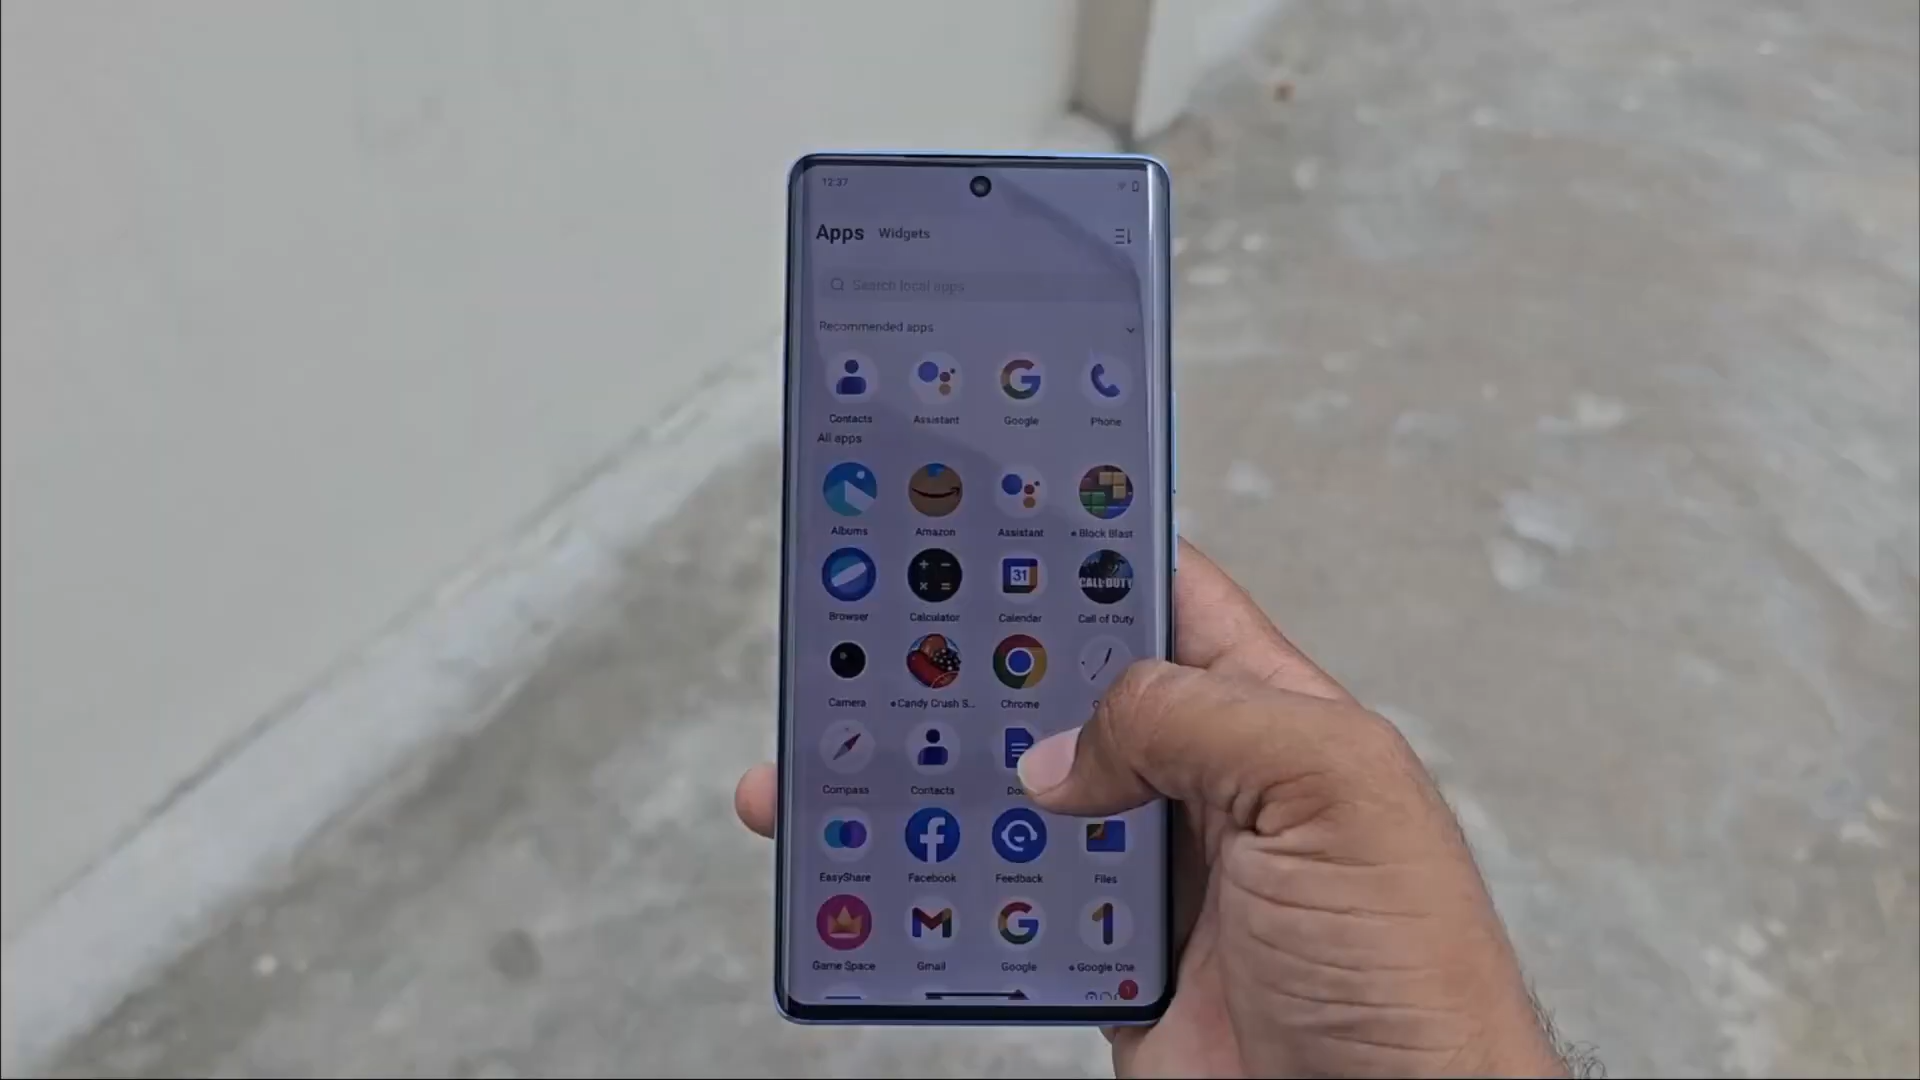 12:37
Apps Widgets
Search local apps
Recommended apps
Contacts Assistant Google Phone
All apps
Albums Amazon Assistant Block Blast
CALL DUTY
31
Browser Calculator Calendar Call of Duty
Camera Candy Crush S... Chrome
Compass Contacts
EasyShare Facebook Feedback Files
Game Space Gmail Google Google One
1